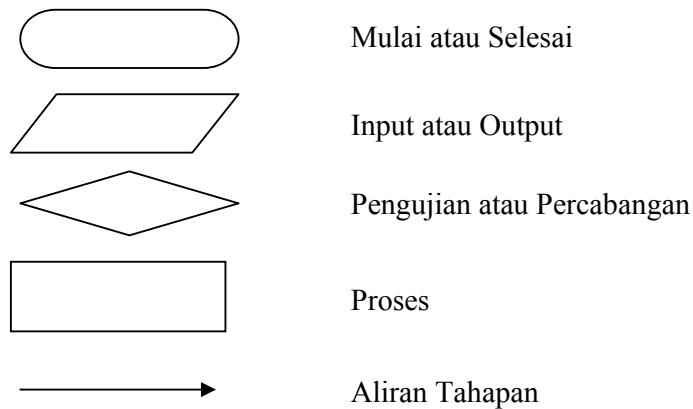 Mulai atau Selesai
Input atau Output
Pengujian atau Percabangan
Proses
Aliran Tahapan